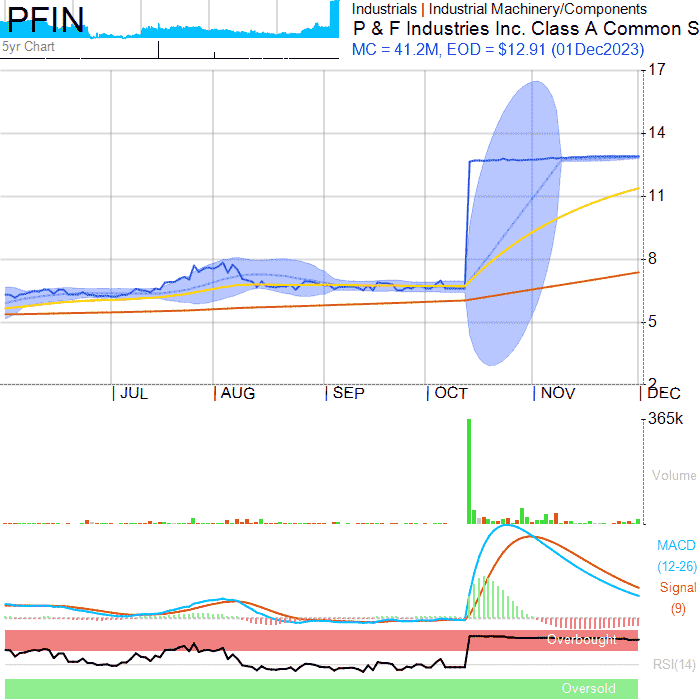 PFIN
5yr Chart
Industrials | Industrial Machinery/Components
P & F Industries Inc. Class A Common S
MC = 41.2M, EOD = $12.91 (01Dec2023)
17
14
11
8
5
2
JUL AUG SEP OCT NOV DEC
365k
Volume
MACD
(12-26)
Signal
(9)
Overbought
RSI(14)
Oversold